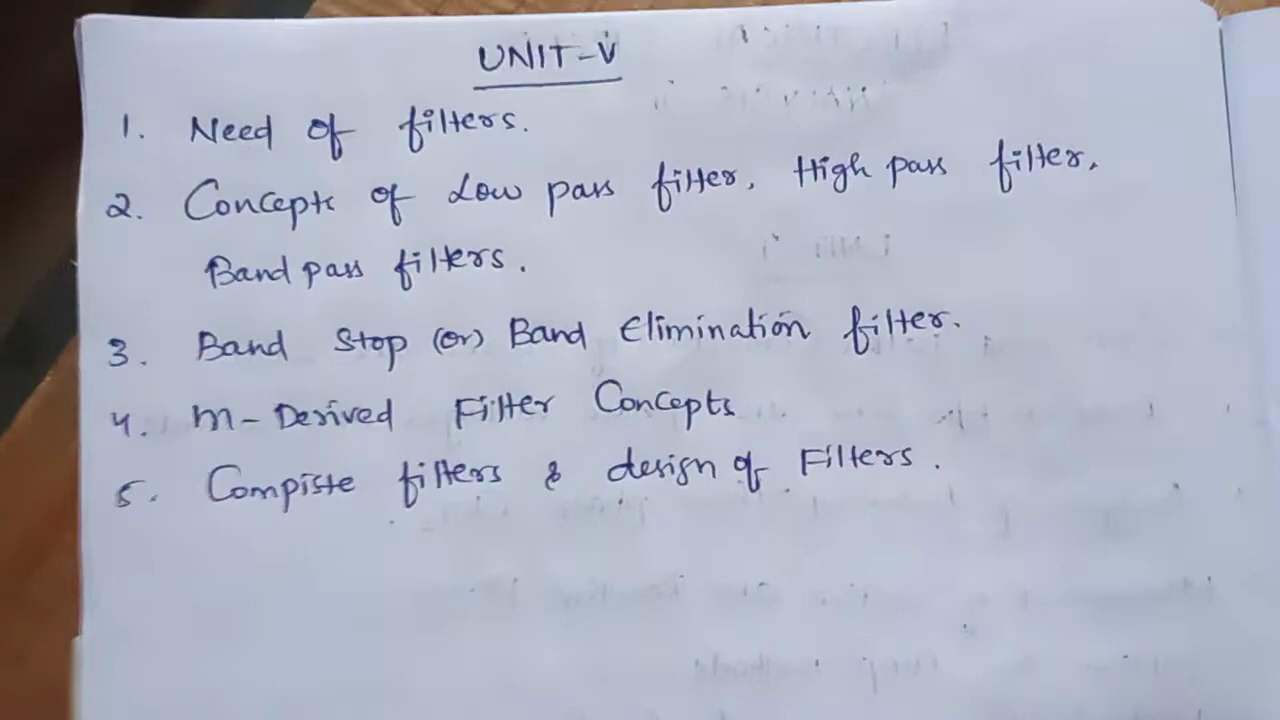 UNIT-V
1. Need of filters.
2. Concepts of Low pass filter, High pass filter,
Band pass filters.
3. Band Stop (or) Band Elimination filter.
4. m-Derived Filter Concepts
5. Compiste filters & design of Filters.